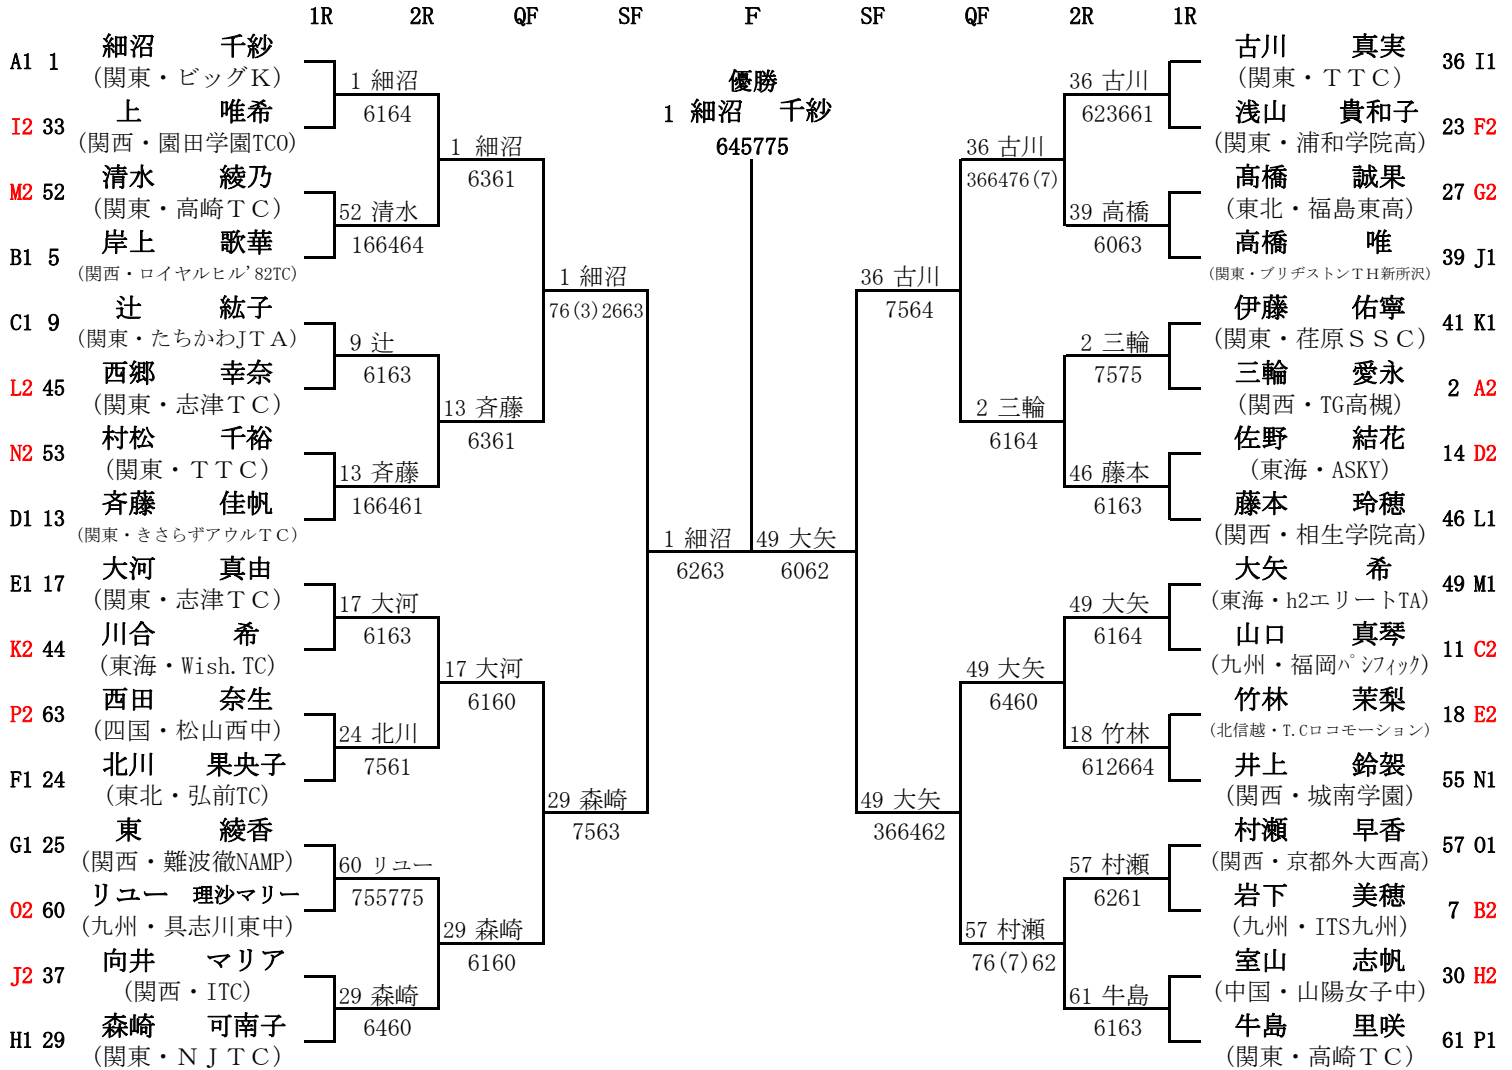 1R 2R QF SF F SF QF 2R 1R
A1 1 細沼 千紗
(関東・ビッグK)
I2 33 上 唯希
(関西・園田学園TCO)
M2 52 清水 綾乃
(関東・高崎TC)
B1 5 岸上 歌華
(関西・ロイヤルヒル'82TC)
C1 9 辻 紘子
(関東・たちかわJTA)
L2 45 西郷 幸奈
(関東・志津TC)
N2 53 村松 千裕
(関東・TTC)
D1 13 斉藤 佳帆
(関東・きさらずアウルTC)
E1 17 大河 真由
(関東・志津TC)
K2 44 川合 希
(東海・Wish.TC)
P2 63 西田 奈生
(四国・松山西中)
F1 24 北川 果央子
(東北・弘前TC)
G1 25 東 綾香
(関西・難波徹NAMP)
O2 60 リユー 理沙マリー
(九州・具志川東中)
J2 37 向井 マリア
(関西・ITC)
H1 29 森崎 可南子
(関東・NJTC)
1 細沼
6164
52 清水
166464
9 辻
6163
13 斉藤
166461
17 大河
6163
24 北川
7561
60 リユー
755775
29 森崎
6460
1 細沼
6361
13 斉藤
6361
17 大河
6160
29 森崎
6160
1 細沼
76(3)2663
29 森崎
7563
1 細沼
6263
優勝
1 細沼 千紗
645775
49 大矢
6062
36 古川
7564
49 大矢
366462
36 古川
366476(7)
2 三輪
6164
49 大矢
6460
57 村瀬
76(7)62
36 古川
623661
39 高橋
6063
2 三輪
7575
46 藤本
6163
49 大矢
6164
18 竹林
612664
57 村瀬
6261
61 牛島
6163
古川 真実 36 I1
(関東・TTC)
浅山 貴和子 23 F2
(関東・浦和学院高)
髙橋 誠果 27 G2
(東北・福島東高)
高橋 唯 39 J1
(関東・ブリヂストンTH新所沢)
伊藤 佑寧 41 K1
(関東・荏原SSC)
三輪 愛永 2 A2
(関西・TG高槻)
佐野 結花 14 D2
(東海・ASKY)
藤本 玲穂 46 L1
(関西・相生学院高)
大矢 希 49 M1
(東海・h2エリートTA)
山口 真琴 11 C2
(九州・福岡ﾊﾟｼﾌｨｯｸ)
竹林 茉梨 18 E2
(北信越・T.Cロコモーション)
井上 鈴袈 55 N1
(関西・城南学園)
村瀬 早香 57 O1
(関西・京都外大西高)
岩下 美穂 7 B2
(九州・ITS九州)
室山 志帆 30 H2
(中国・山陽女子中)
牛島 里咲 61 P1
(関東・高崎TC)